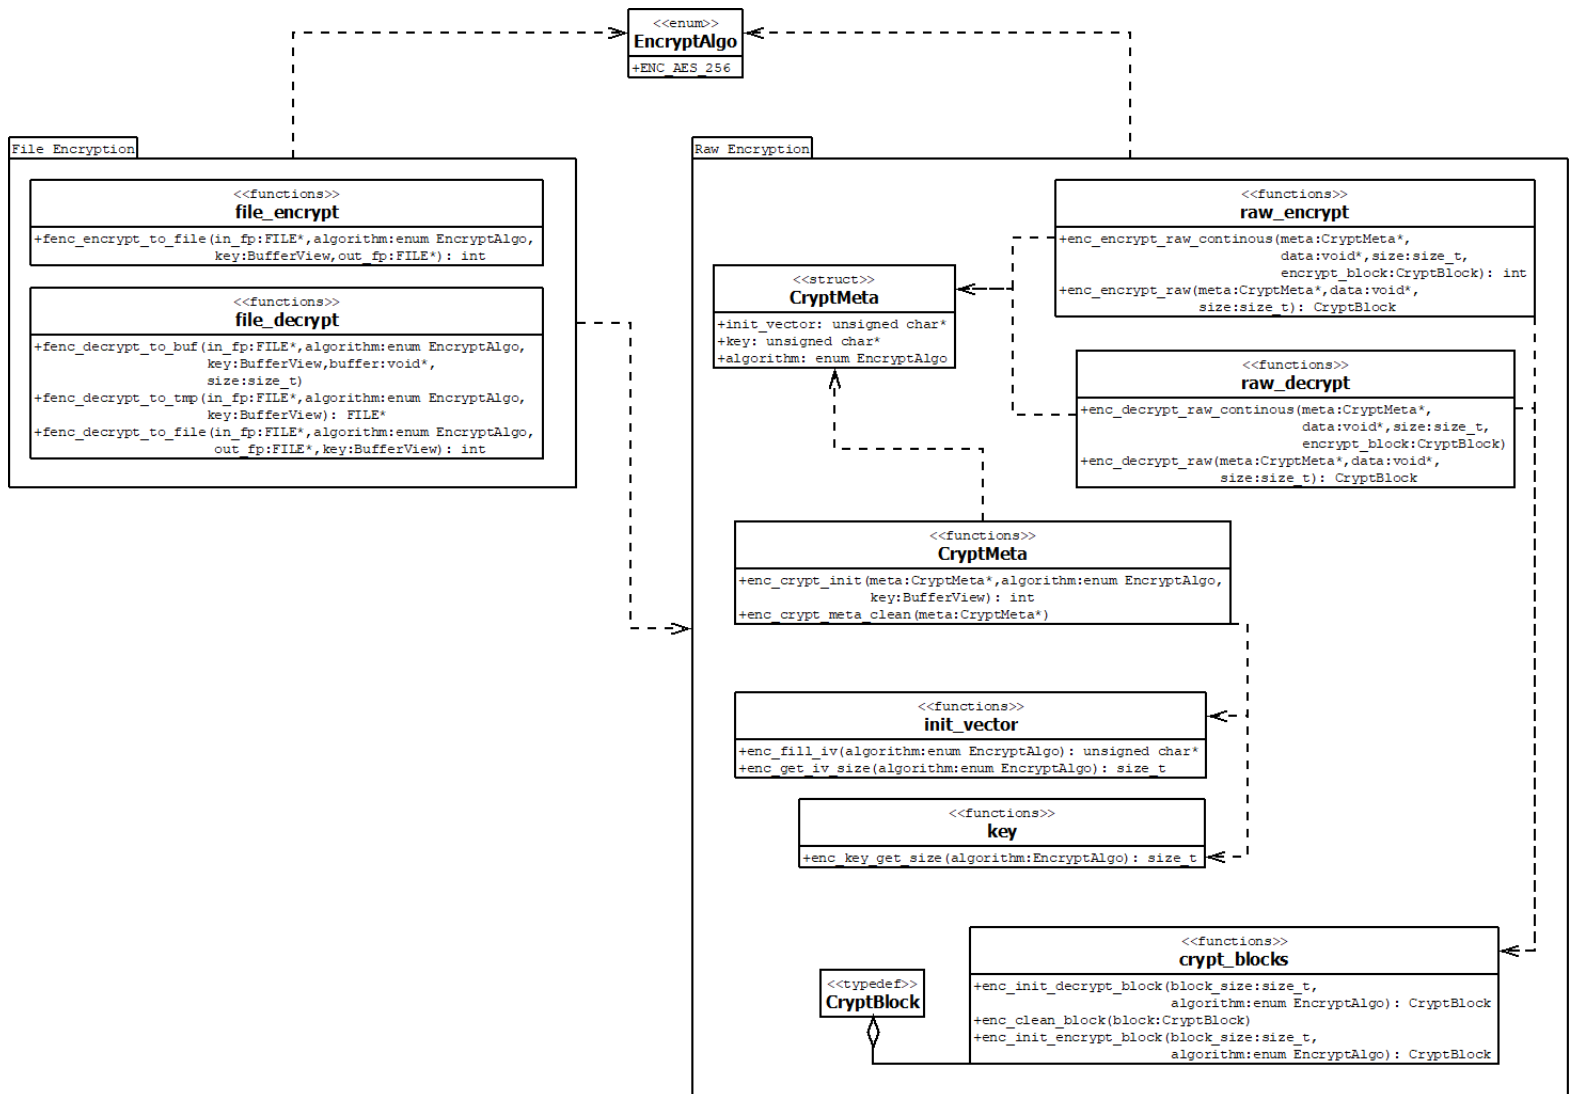 <<enum>>
EncryptAlgo
+ENC_AES_256
File Encryption
<<functions>>
file_encrypt
+fenc_encrypt_to_file(in_fp:FILE*,algorithm:enum EncryptAlgo,
key:BufferView,out_fp:FILE*): int
<<functions>>
file_decrypt
+fenc_decrypt_to_buf(in_fp:FILE*,algorithm:enum EncryptAlgo,
key:BufferView,buffer:void*,
size:size_t)
+fenc_decrypt_to_tmp(in_fp:FILE*,algorithm:enum EncryptAlgo,
key:BufferView): FILE*
+fenc_decrypt_to_file(in_fp:FILE*,algorithm:enum EncryptAlgo,
out_fp:FILE*,key:BufferView): int
Raw Encryption
<<functions>>
raw_encrypt
+enc_encrypt_raw_continous(meta:CryptMeta*,
data:void*,size:size_t,
encrypt_block:CryptBlock): int
+enc_encrypt_raw(meta:CryptMeta*,data:void*,
size:size_t): CryptBlock
<<struct>>
CryptMeta
+init_vector: unsigned char*
+key: unsigned char*
+algorithm: enum EncryptAlgo
<<functions>>
raw_decrypt
+enc_decrypt_raw_continous(meta:CryptMeta*,
data:void*,size:size_t,
encrypt_block:CryptBlock)
+enc_decrypt_raw(meta:CryptMeta*,data:void*,
size:size_t): CryptBlock
<<functions>>
CryptMeta
+enc_crypt_init(meta:CryptMeta*,algorithm:enum EncryptAlgo,
key:BufferView): int
+enc_crypt_meta_clean(meta:CryptMeta*)
<<functions>>
init_vector
+enc_fill_iv(algorithm:enum EncryptAlgo): unsigned char*
+enc_get_iv_size(algorithm:enum EncryptAlgo): size_t
<<functions>>
key
+enc_key_get_size(algorithm:EncryptAlgo): size_t
<<functions>>
crypt_blocks
+enc_init_decrypt_block(block_size:size_t,
algorithm:enum EncryptAlgo): CryptBlock
+enc_clean_block(block:CryptBlock)
+enc_init_encrypt_block(block_size:size_t,
algorithm:enum EncryptAlgo): CryptBlock
<<typedef>>
CryptBlock